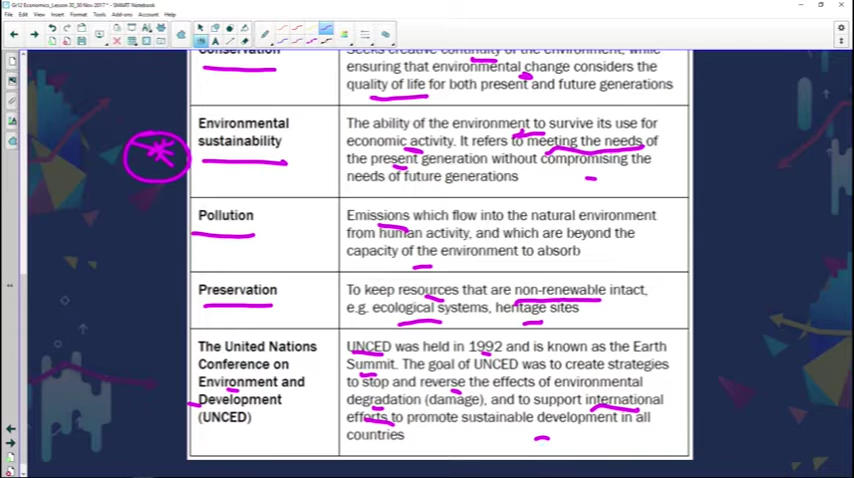 Gr12 Economics_Lesson 30_30 Nov 2017 - SMART Notebook
File Edit View Insert Format Tools Add-ons Account Help
Conservation
Seeks creative continuity of the environment, while
ensuring that environmental change considers the
quality of life for both present and future generations
Environmental
sustainability
The ability of the environment to survive its use for
economic activity. It refers to meeting the needs of
the present generation without compromising the
needs of future generations
Pollution
Emissions which flow into the natural environment
from human activity, and which are beyond the
capacity of the environment to absorb
Preservation
To keep resources that are non-renewable intact,
e.g. ecological systems, heritage sites
The United Nations
Conference on
Environment and
Development
(UNCED)
UNCED was held in 1992 and is known as the Earth
Summit. The goal of UNCED was to create strategies
to stop and reverse the effects of environmental
degradation (damage), and to support international
efforts to promote sustainable development in all
countries